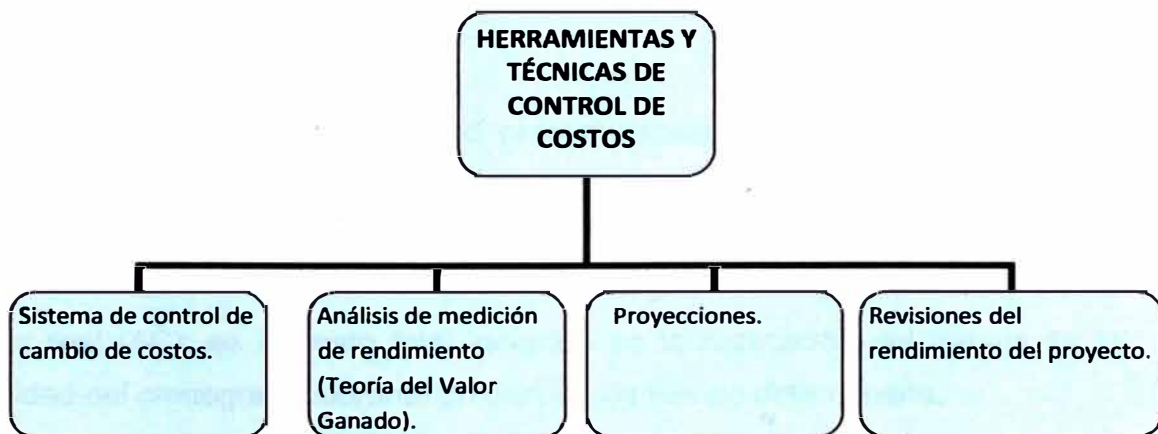 HERRAMIENTAS Y
TÉCNICAS DE
CONTROL DE
COSTOS
Sistema de control de
cambio de costos.
Análisis de medición
de rendimiento
(Teoría del Valor
Ganado).
Proyecciones.
Revisiones del
rendimiento del proyecto.